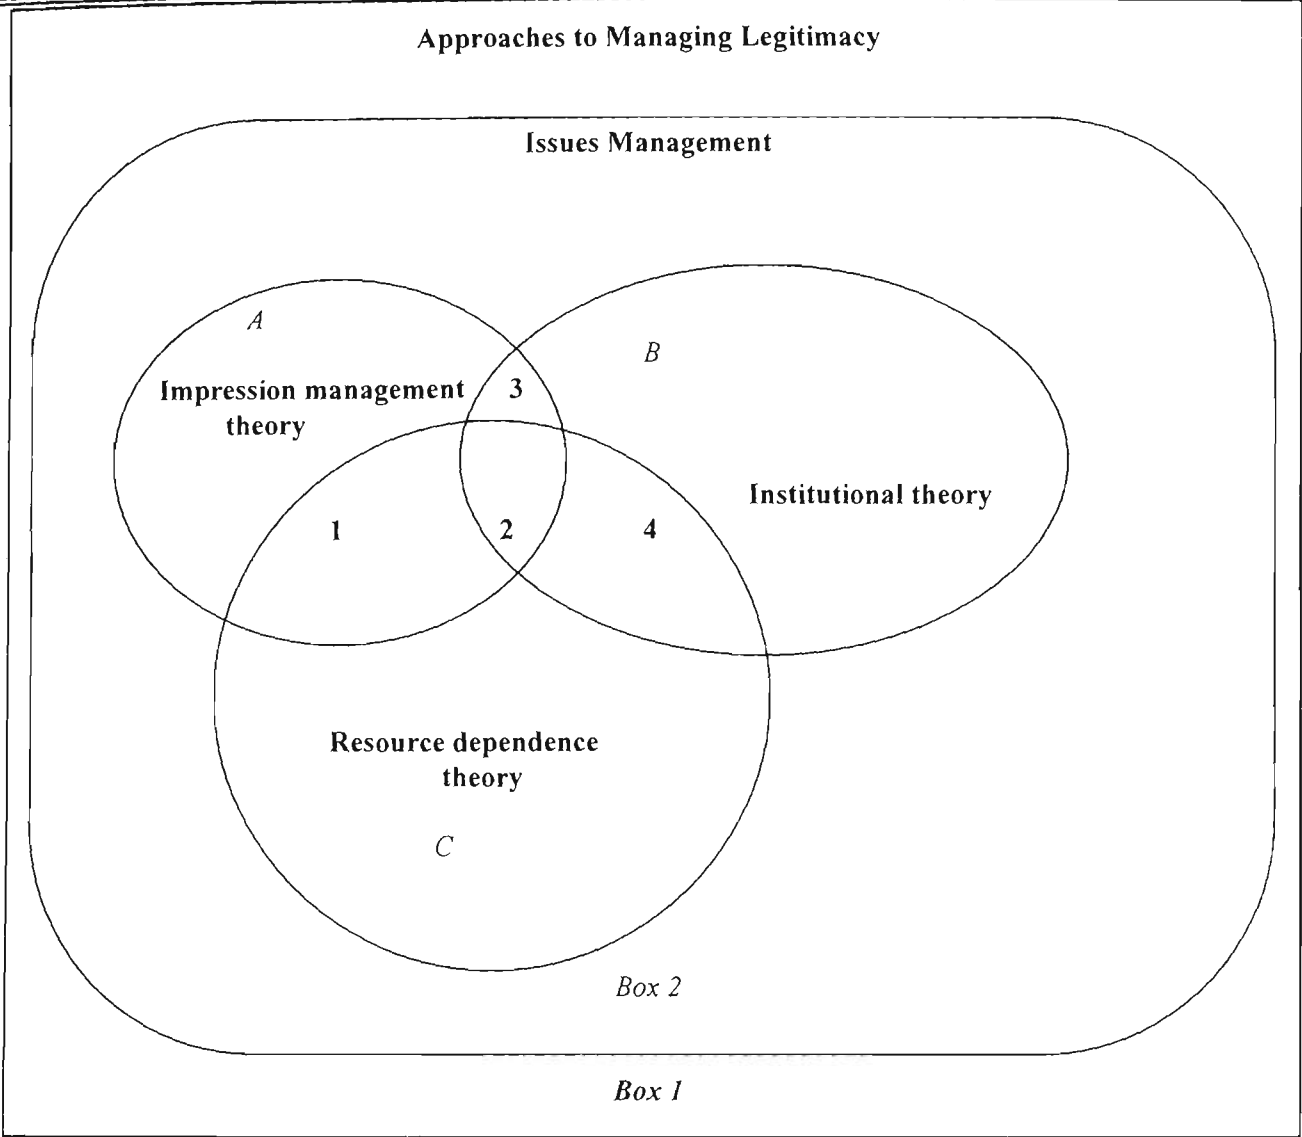 Approaches to Managing Legitimacy
Issues Management
A
B
Impression management
theory
3
Institutional theory
1
2
4
Resource dependence
theory
C
Box 2
Box 1